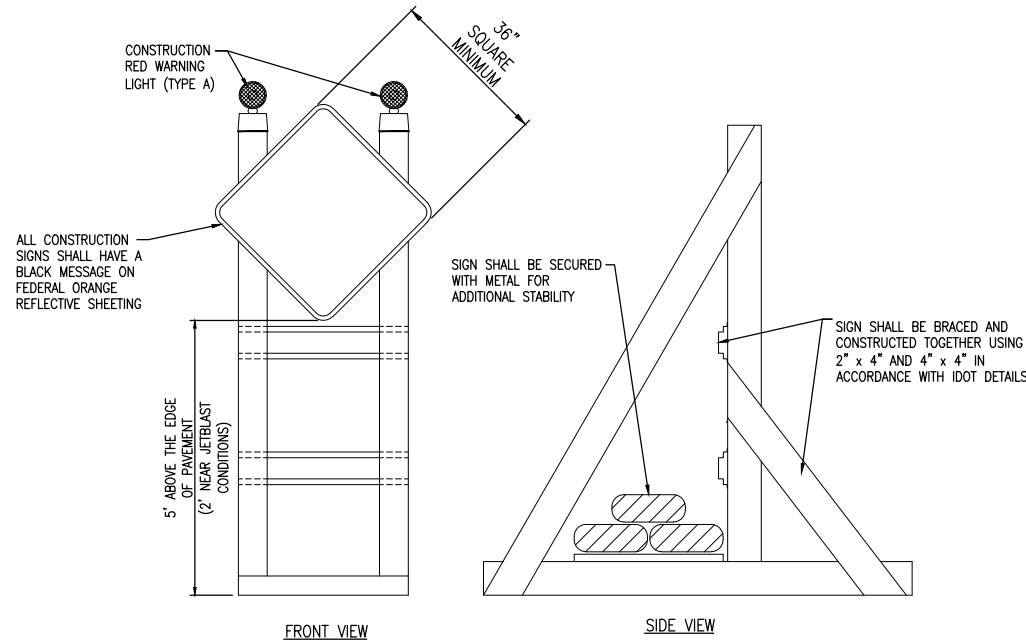 36"
SQUARE
MINIMUM
CONSTRUCTION
RED WARNING
LIGHT (TYPE A)
ALL CONSTRUCTION
SIGNS SHALL HAVE A
BLACK MESSAGE ON
FEDERAL ORANGE
REFLECTIVE SHEETING
5' ABOVE THE EDGE
OF PAVEMENT
(2' NEAR JETBLAST
CONDITIONS)
FRONT VIEW
SIGN SHALL BE SECURED
WITH METAL FOR
ADDITIONAL STABILITY
SIGN SHALL BE BRACED AND
CONSTRUCTED TOGETHER USING
2" x 4" AND 4" x 4" IN
ACCORDANCE WITH IDOT DETAILS
SIDE VIEW